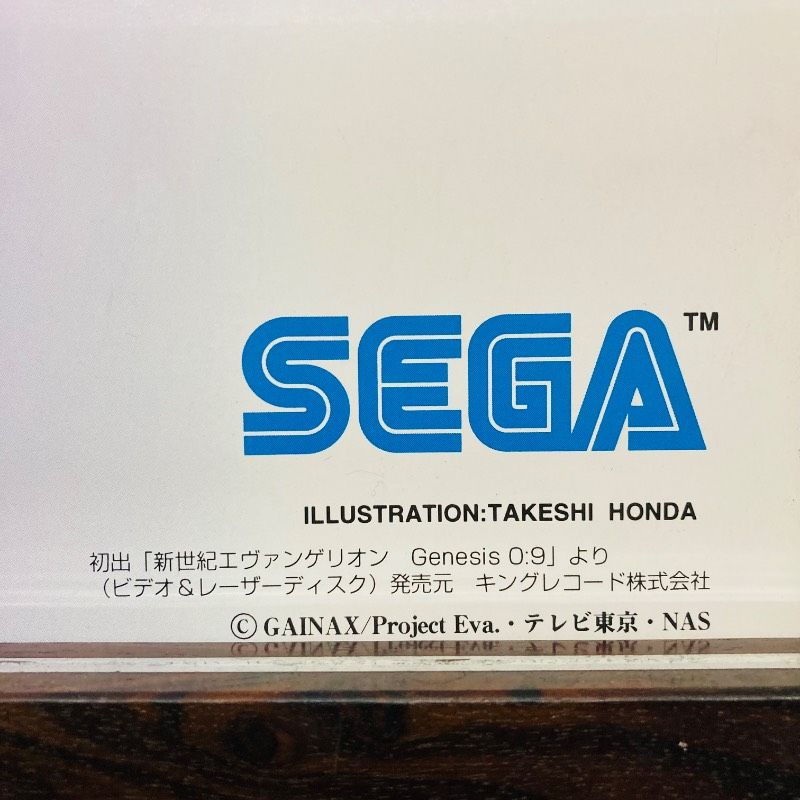 SEGA™
ILLUSTRATION:TAKESHI HONDA
初出「新世紀エヴァンゲリオン Genesis 0:9」より
（ビデオ＆レーザーディスク）発売元 キングレコード株式会社
© GAINAX/Project Eva.・テレビ東京・NAS